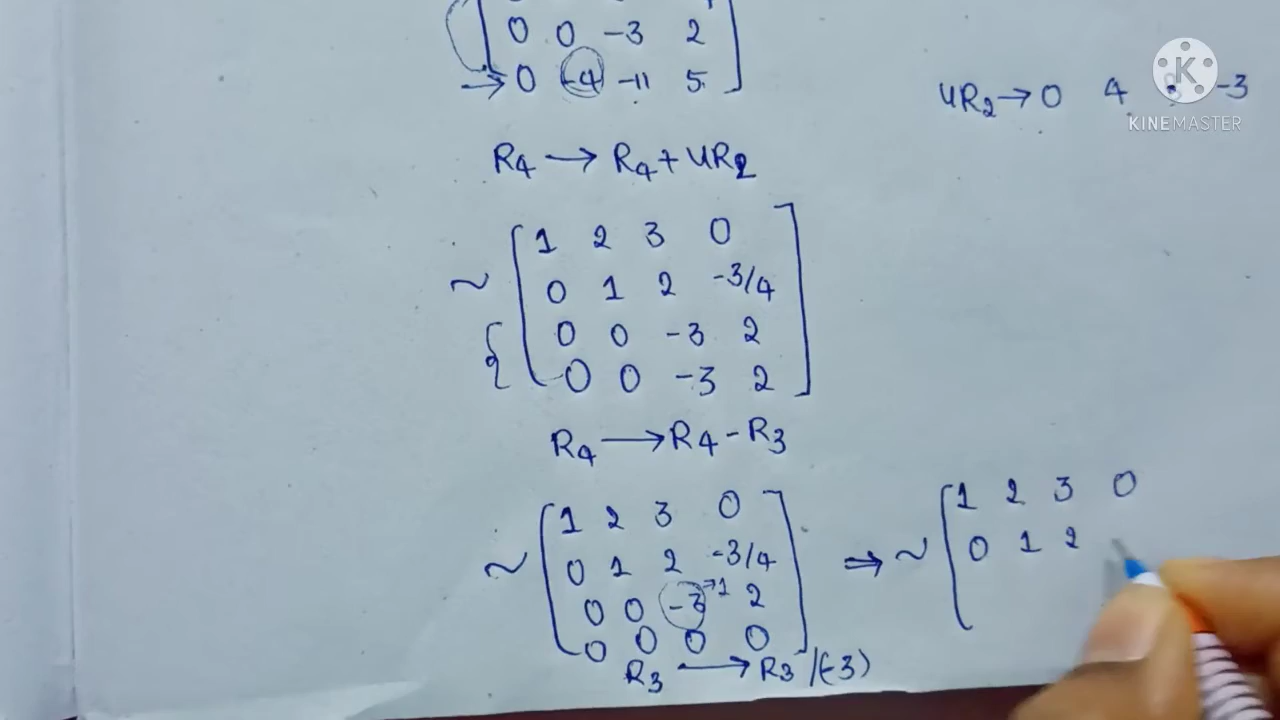 0 0 -3 2
→ 0 -4 -11 5
4R2 → 0 4 -3
KINEMASTER
R4 → R4 + 4R2
1 2 3 0
~ 0 1 2 -3/4
0 0 -3 2
0 0 -3 2
R4 → R4 - R3
1 2 3 0
~ 0 1 2 -3/4
0 0 -3 →1 2
0 0 0 0
R3 → R3 /(-3)
1 2 3 0
⇒ ~ 0 1 2